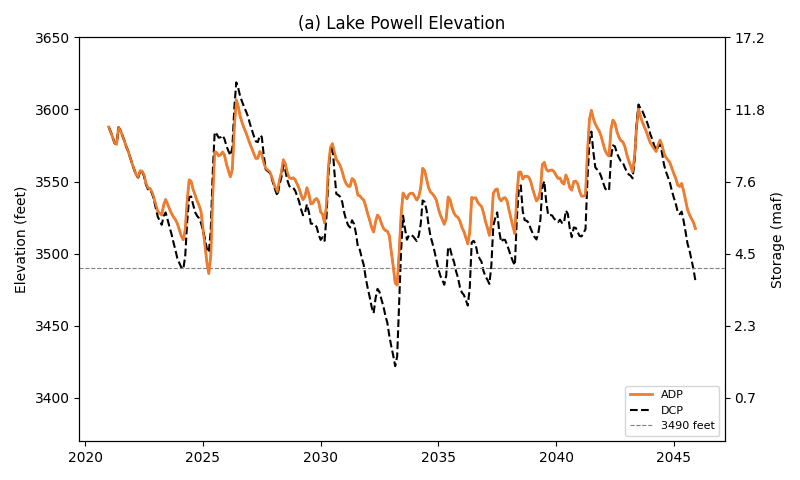 (a) Lake Powell Elevation
Elevation (feet)
3650
3600
3550
3500
3450
3400
17.2
11.8
7.6
4.5
2.3
0.7
Storage (maf)
ADP
DCP
3490 feet
2020 2025 2030 2035 2040 2045